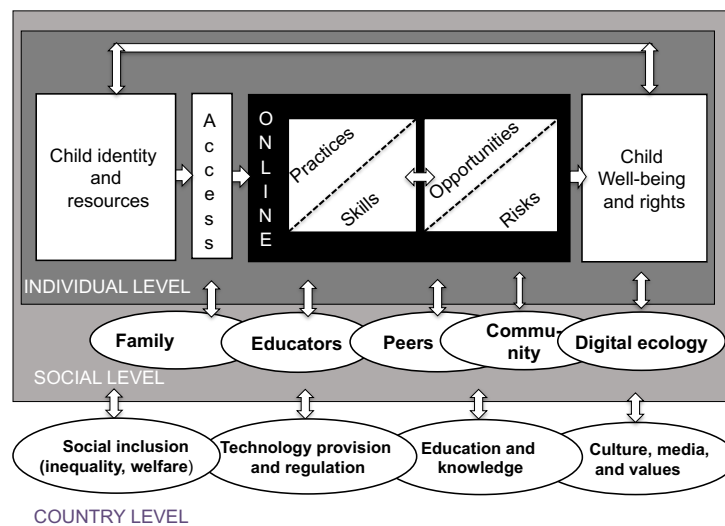 Child identity
and
resources
Access
ONLINE
Practices
Skills
Opportunities
Risks
Child
Well-being
and rights
INDIVIDUAL LEVEL
Family
Educators
Peers
Commu-
nity
Digital ecology
SOCIAL LEVEL
Social inclusion
(inequality, welfare)
Technology provision
and regulation
Education and
knowledge
Culture, media,
and values
COUNTRY LEVEL